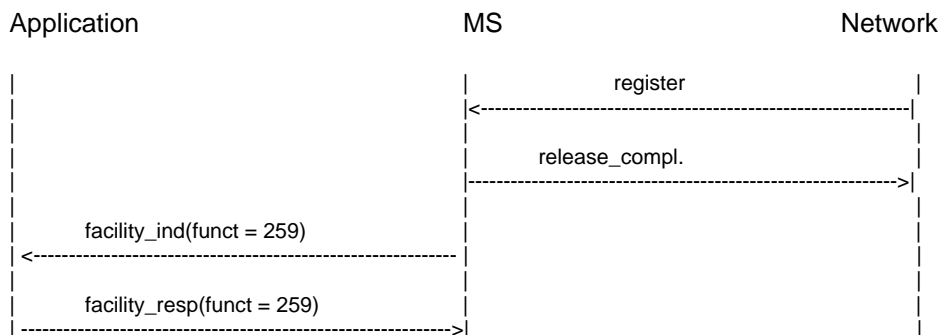 Application MS Network
register
release_compl.
facility_ind(funct = 259)
facility_resp(funct = 259)